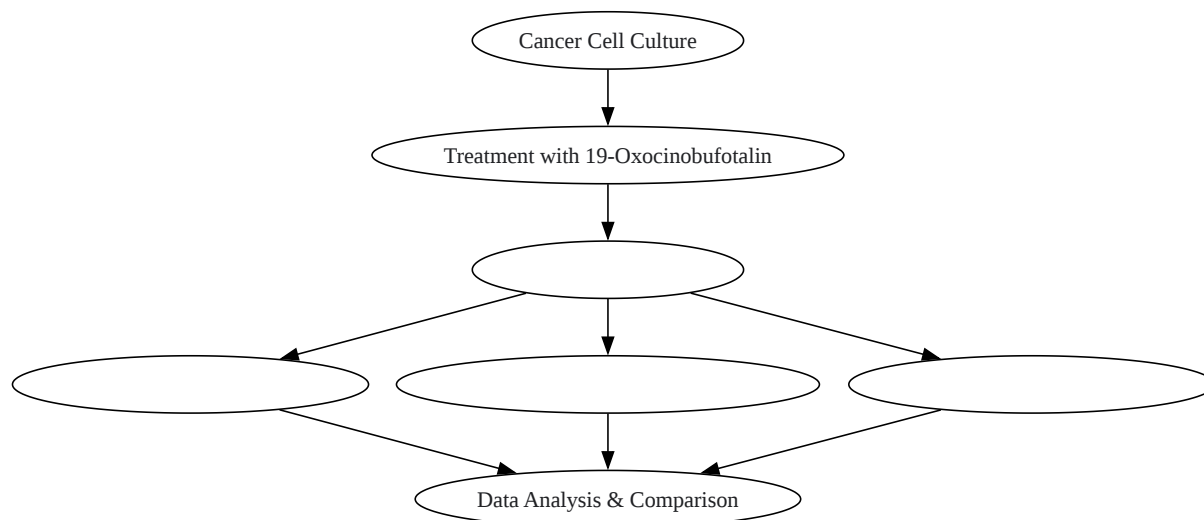 Cancer Cell Culture
Treatment with 19-Oxocinobufotalin
Data Analysis & Comparison